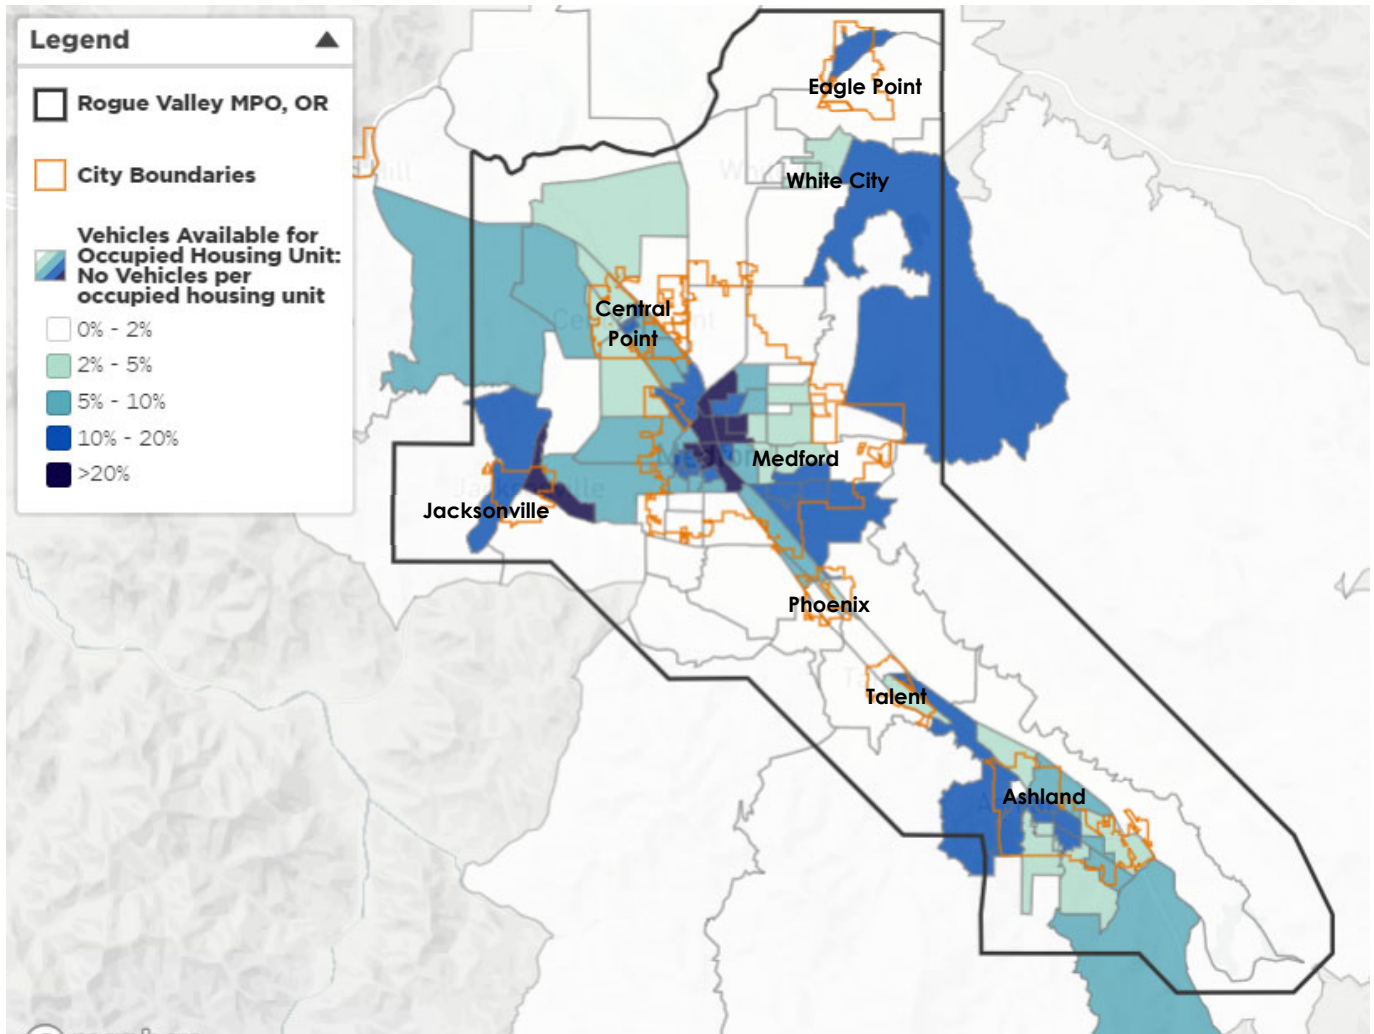 Legend
Rogue Valley MPO, OR
City Boundaries
Vehicles Available for
Occupied Housing Unit:
No Vehicles per
occupied housing unit
0% - 2%
2% - 5%
5% - 10%
10% - 20%
>20%
Eagle Point
White City
Central
Point
Medford
Jacksonville
Phoenix
Talent
Ashland